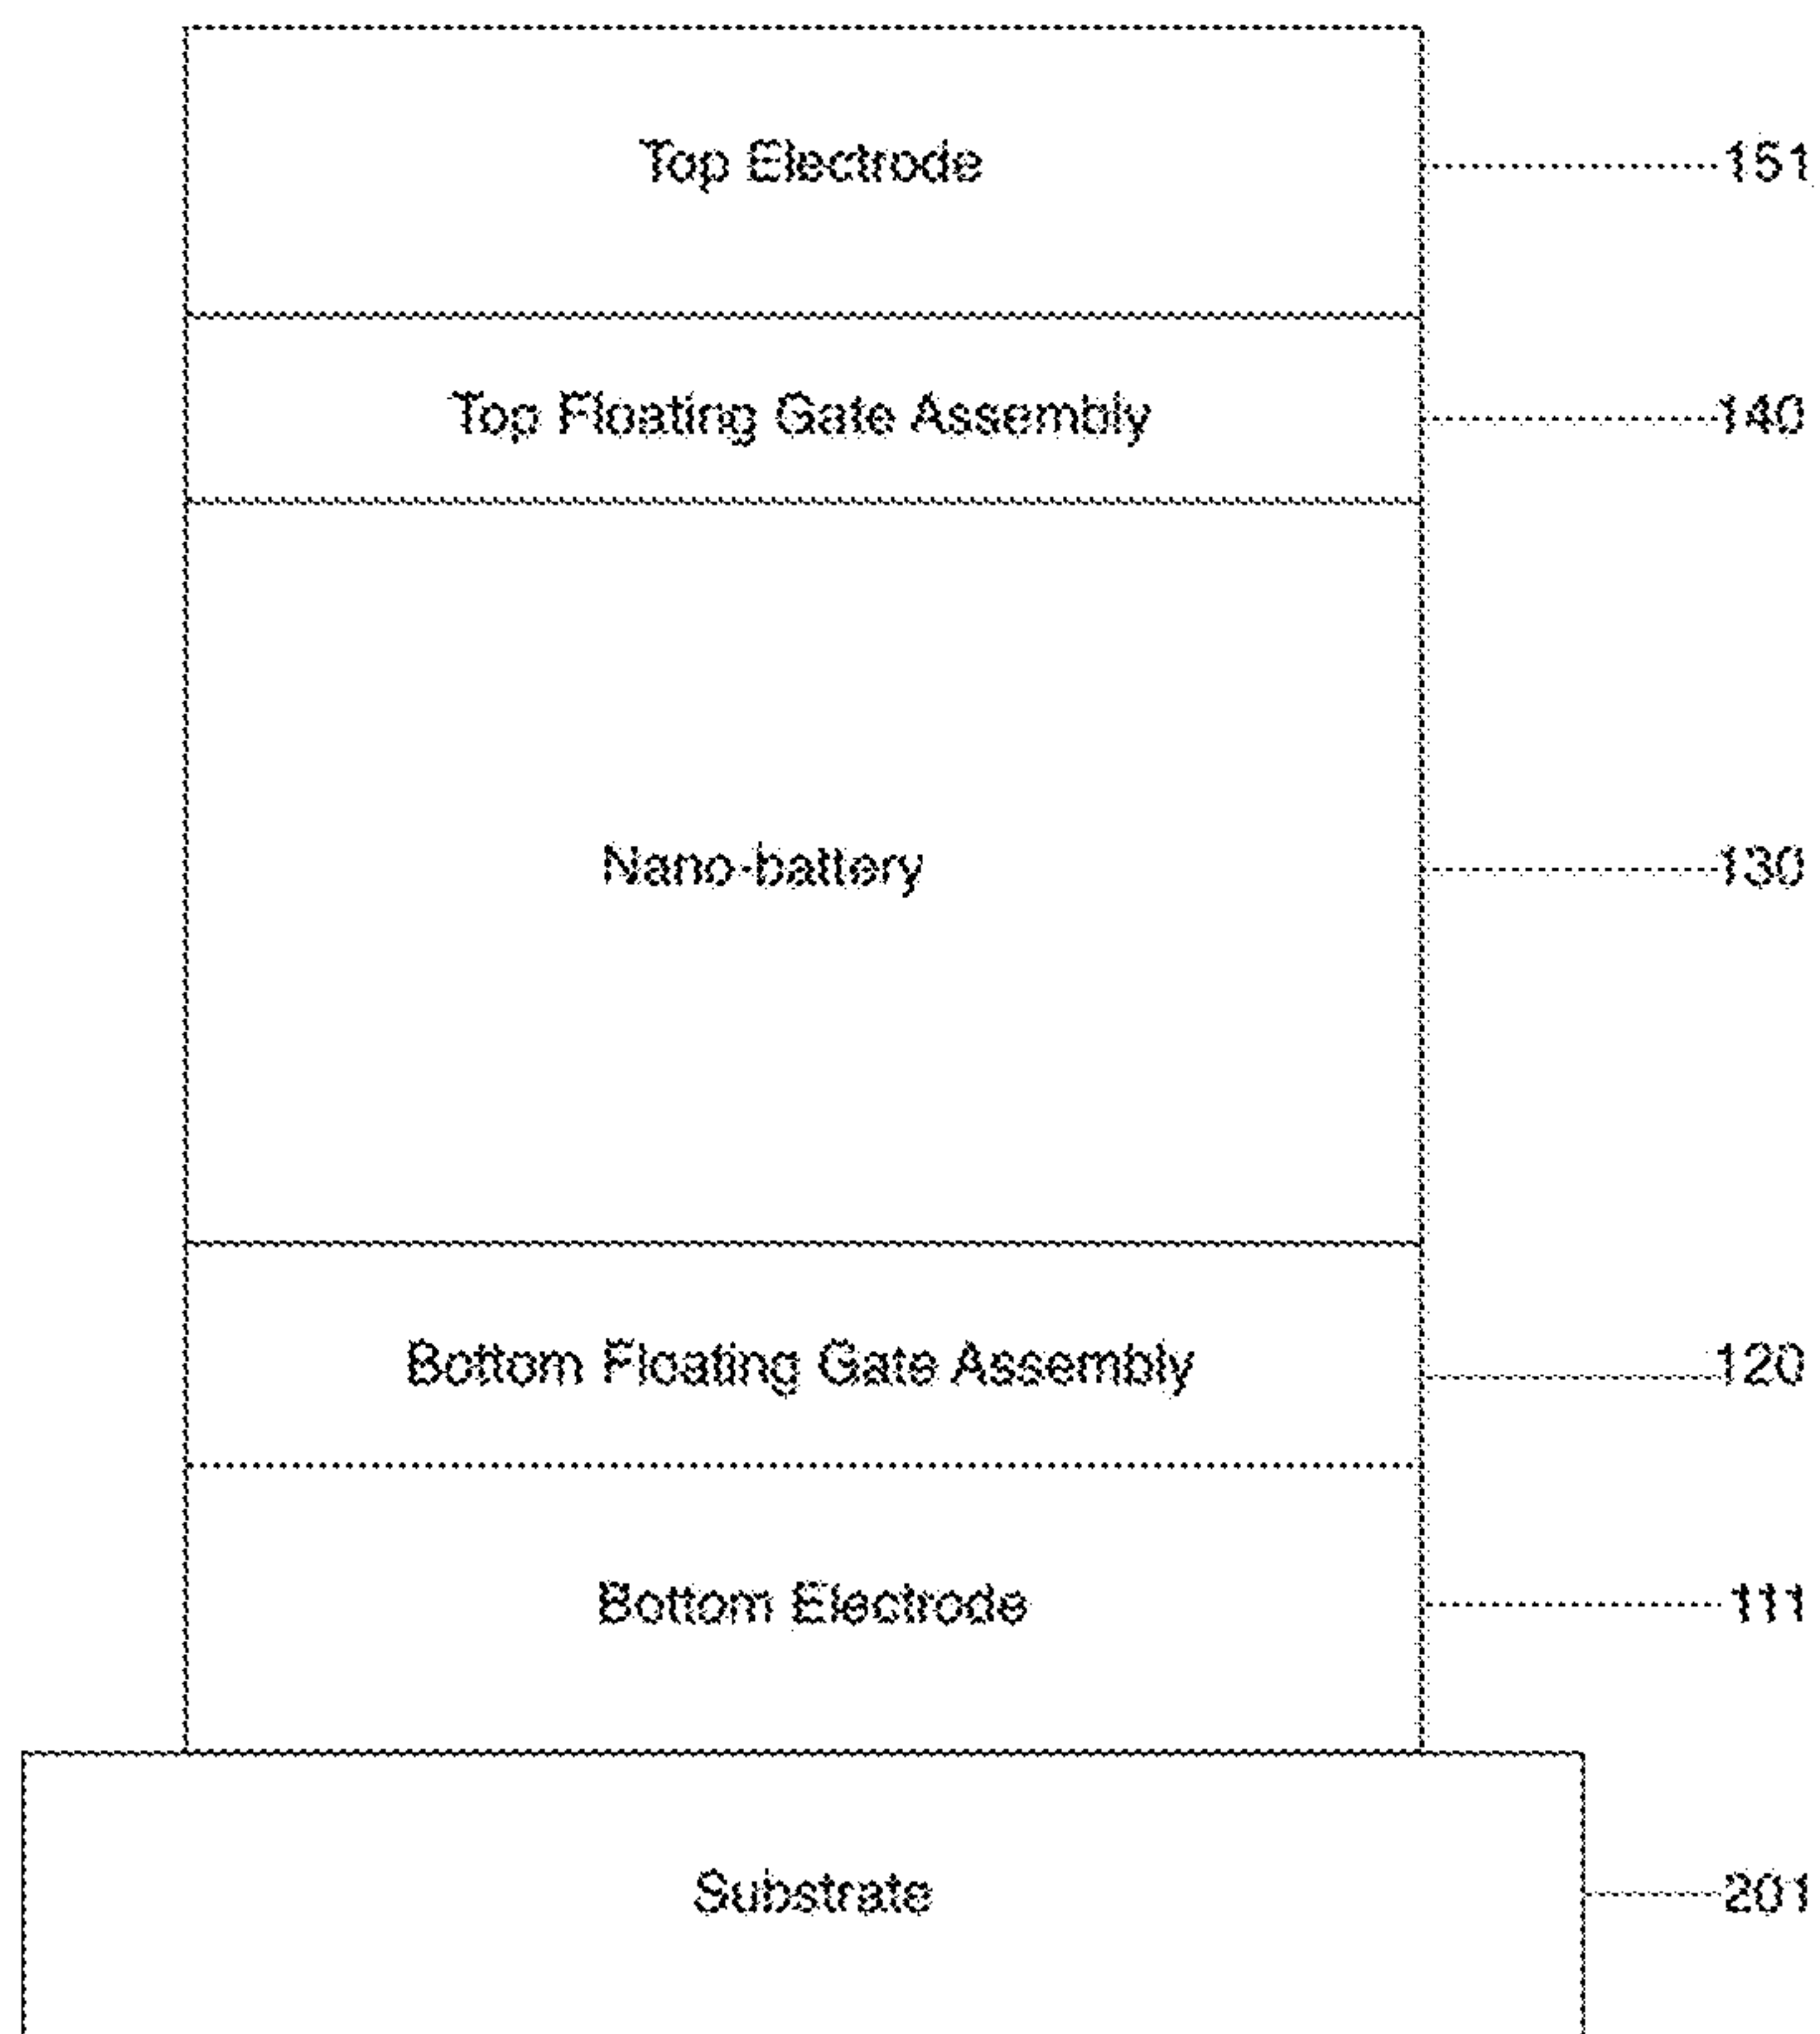 Top Electrode 151
Top Floating Gate Assembly 140
Nano-battery 130
Bottom Floating Gate Assembly 120
Bottom Electrode 111
Substrate 201